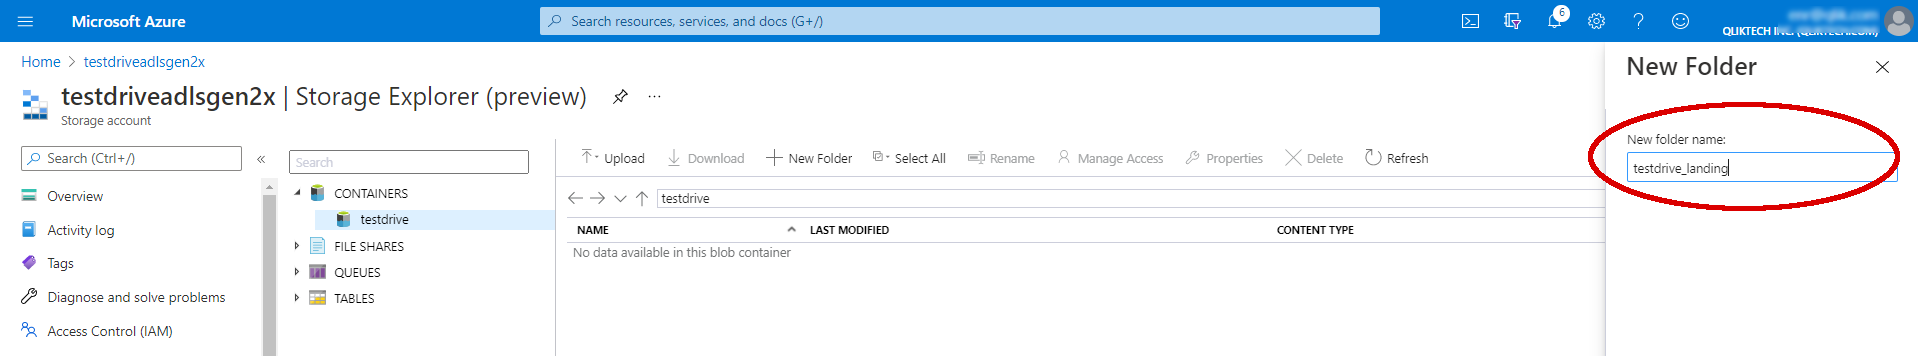 Microsoft Azure
Search resources, services, and docs (G+/)
6
QLIKTECH INC. (QLIKTECH.COM)
Home > testdriveadlsgen2x
testdriveadlsgen2x | Storage Explorer (preview)
...
Storage account
New Folder
Search (Ctrl+/)
«
Overview
Activity log
Tags
Diagnose and solve problems
Access Control (IAM)
Search
CONTAINERS
testdrive
FILE SHARES
QUEUES
TABLES
Upload Download New Folder Select All Rename Manage Access Properties Delete Refresh
testdrive
NAME LAST MODIFIED CONTENT TYPE
No data available in this blob container
New folder name:
testdrive_landing